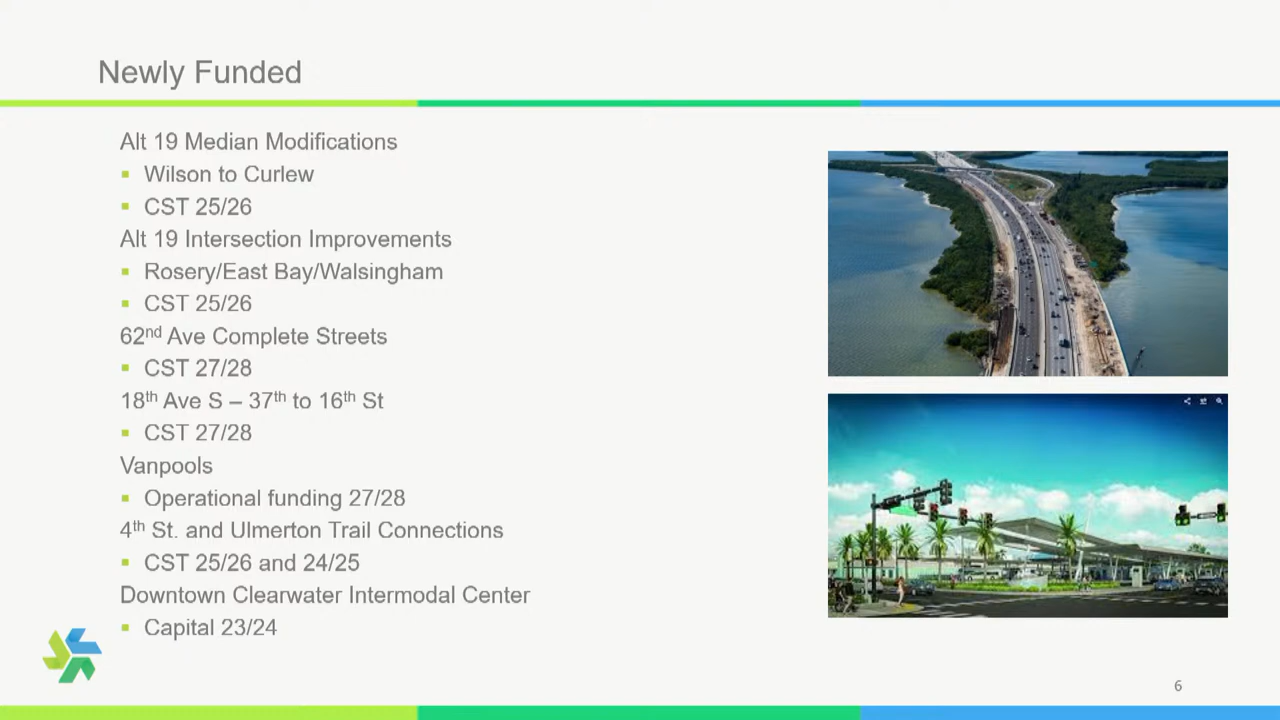 Newly Funded
Alt 19 Median Modifications
▪ Wilson to Curlew
▪ CST 25/26
Alt 19 Intersection Improvements
▪ Rosery/East Bay/Walsingham
▪ CST 25/26
62nd Ave Complete Streets
▪ CST 27/28
18th Ave S – 37th to 16th St
▪ CST 27/28
Vanpools
▪ Operational funding 27/28
4th St. and Ulmerton Trail Connections
▪ CST 25/26 and 24/25
Downtown Clearwater Intermodal Center
▪ Capital 23/24
6